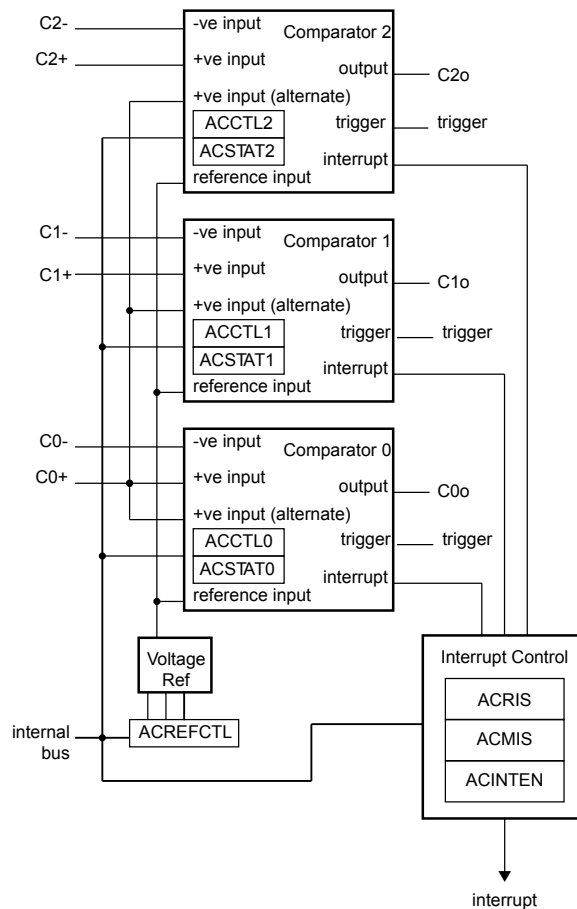 C2-
-ve input
Comparator 2
C2+
+ve input
output
C2o
+ve input (alternate)
ACCTL2
trigger
trigger
ACSTAT2
interrupt
reference input
C1-
-ve input
Comparator 1
C1+
+ve input
output
C1o
+ve input (alternate)
ACCTL1
trigger
trigger
ACSTAT1
interrupt
reference input
C0-
-ve input
Comparator 0
C0+
+ve input
output
C0o
+ve input (alternate)
ACCTL0
trigger
trigger
ACSTAT0
interrupt
reference input
Voltage
Ref
Interrupt Control
ACRIS
ACMIS
ACINTEN
internal
bus
ACREFCTL
interrupt